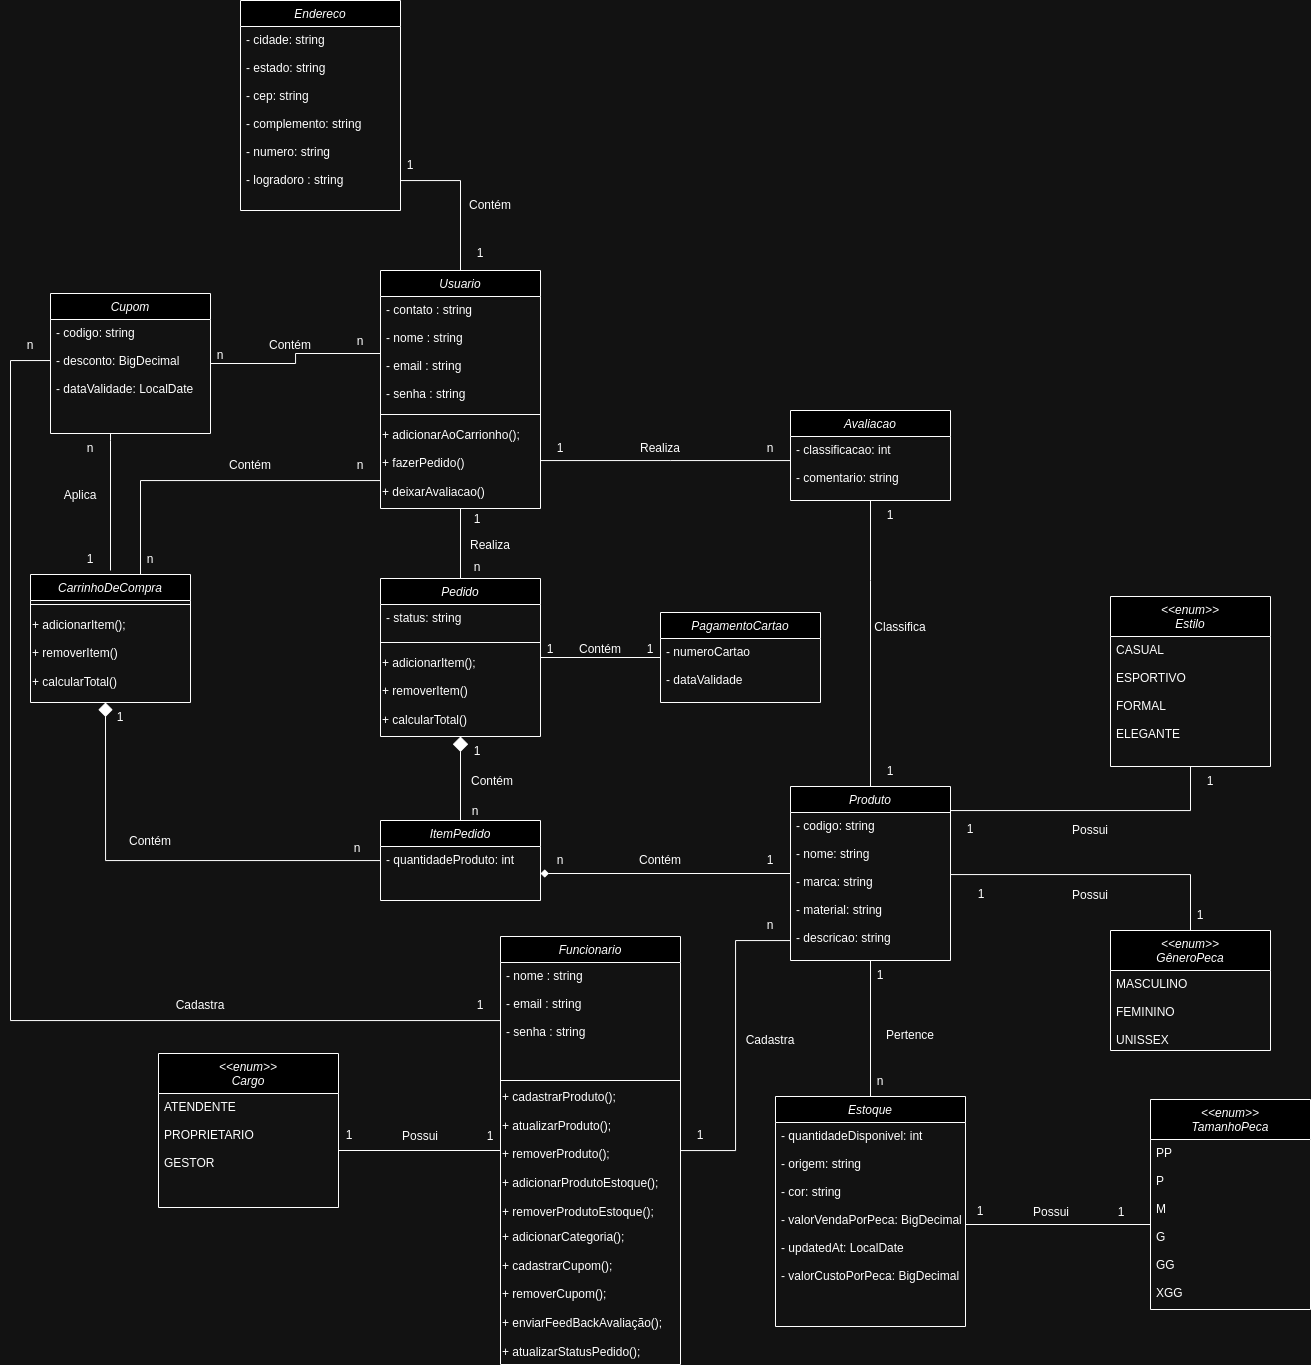 Endereco
- cidade: string
- estado: string
- cep: string
- complemento: string
- numero: string
- logradoro : string
1
Contém
1
Usuario
- contato : string
- nome : string
- email : string
- senha : string
+ adicionarAoCarrionho();
+ fazerPedido()
+ deixarAvaliacao()
Cupom
- codigo: string
- desconto: BigDecimal
- dataValidade: LocalDate
n
n
Contém
n
n
Aplica
1
Contém
n
n
1
Realiza
n
Avaliacao
- classificacao: int
- comentario: string
1
Classifica
1
1
Realiza
n
CarrinhoDeCompra
+ adicionarItem();
+ removerItem()
+ calcularTotal()
1
Contém
n
Pedido
- status: string
+ adicionarItem();
+ removerItem()
+ calcularTotal()
1
Contém
1
PagamentoCartao
- numeroCartao
- dataValidade
1
Contém
n
ItemPedido
- quantidadeProduto: int
n
Contém
1
<<enum>>
Estilo
CASUAL
ESPORTIVO
FORMAL
ELEGANTE
1
1
Possui
Produto
- codigo: string
- nome: string
- marca: string
- material: string
- descricao: string
1
Possui
1
<<enum>>
GêneroPeca
MASCULINO
FEMININO
UNISSEX
n
Cadastra
1
1
Pertence
n
Funcionario
- nome : string
- email : string
- senha : string
+ cadastrarProduto();
+ atualizarProduto();
+ removerProduto();
+ adicionarProdutoEstoque();
+ removerProdutoEstoque();
+ adicionarCategoria();
+ cadastrarCupom();
+ removerCupom();
+ enviarFeedBackAvaliação();
+ atualizarStatusPedido();
Cadastra
1
<<enum>>
Cargo
ATENDENTE
PROPRIETARIO
GESTOR
1
Possui
1
Estoque
- quantidadeDisponivel: int
- origem: string
- cor: string
- valorVendaPorPeca: BigDecimal
- updatedAt: LocalDate
- valorCustoPorPeca: BigDecimal
1
Possui
1
<<enum>>
TamanhoPeca
PP
P
M
G
GG
XGG